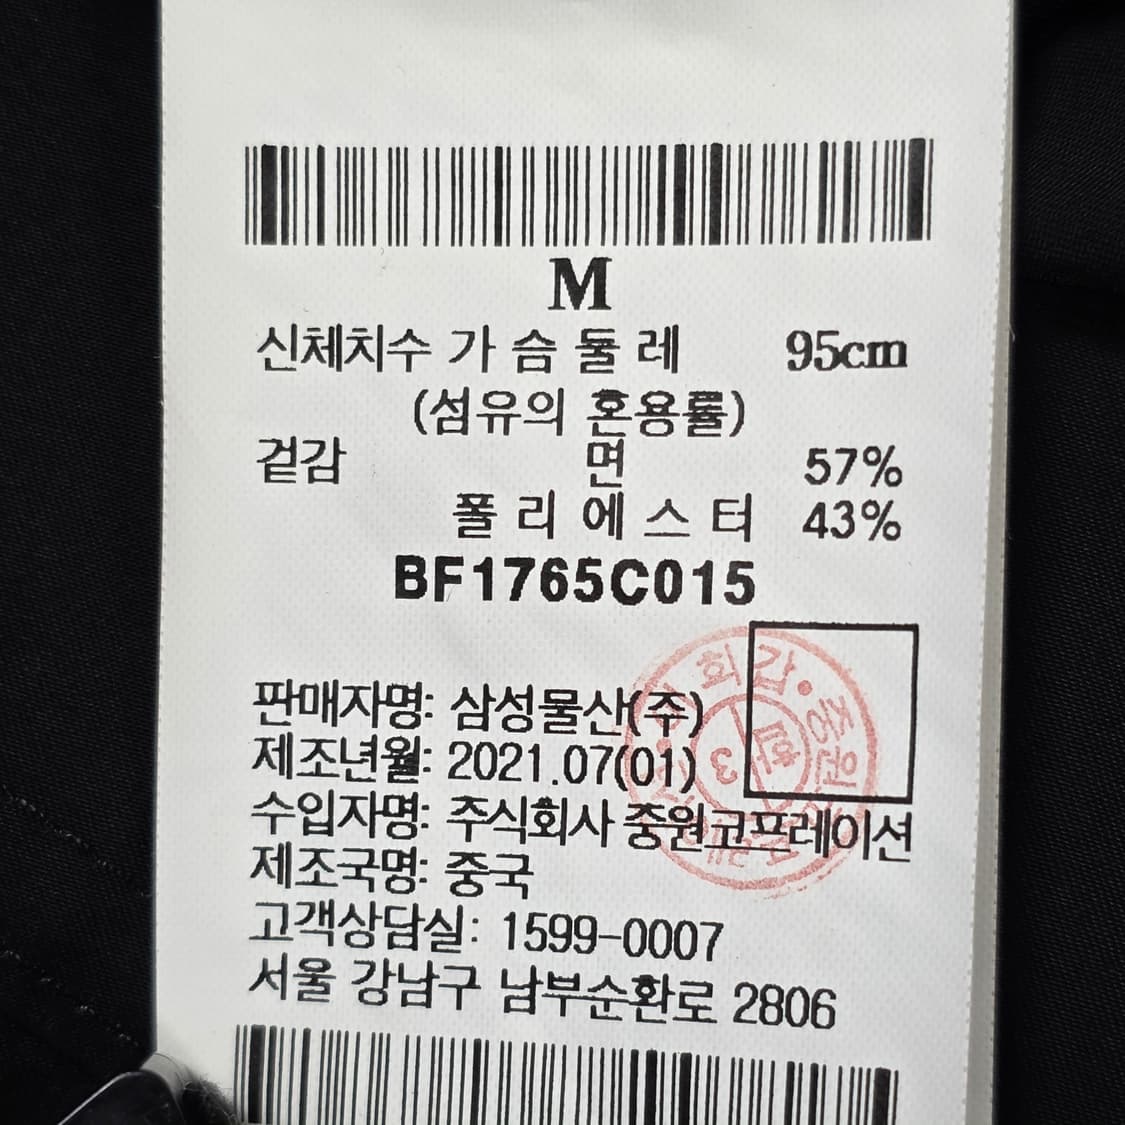 M
신체치수 가 슴 둘 레 95cm
(섬유의 혼용률)
겉감 면 57%
폴 리 에 스 터 43%
BF1765C015
판매자명: 삼성물산(주)
제조년월: 2021.07(01)
수입자명: 주식회사 중원코프레이션
제조국명: 중국
고객상담실: 1599-0007
서울 강남구 남부순환로 2806